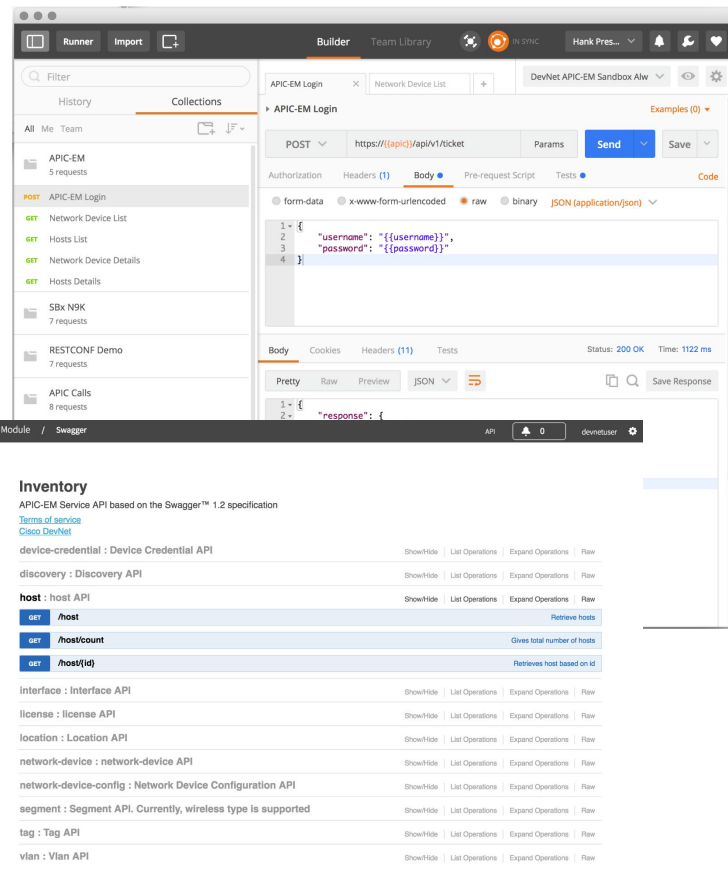 Runner Import Builder Team Library IN SYNC Hank Pres...
Filter
History Collections
All Me Team
APIC-EM
5 requests
POST APIC-EM Login
GET Network Device List
GET Hosts List
GET Network Device Details
GET Hosts Details
SBx N9K
7 requests
RESTCONF Demo
7 requests
APIC Calls
8 requests
APIC-EM Login × Network Device List + DevNet APIC-EM Sandbox Alw
APIC-EM Login Examples (0)
POST https://{{apic}}/api/v1/ticket Params Send Save
Authorization Headers (1) Body Pre-request Script Tests Code
form-data x-www-form-urlencoded raw binary JSON (application/json)
1 {
2 "username": "{{username}}",
3 "password": "{{password}}"
4 }
Body Cookies Headers (11) Tests Status: 200 OK Time: 1122 ms
Pretty Raw Preview JSON Save Response
1 {
2 "response": {
Module / Swagger API 0 devnetuser
Inventory
APIC-EM Service API based on the Swagger™ 1.2 specification
Terms of service
Cisco DevNet
device-credential : Device Credential API Show/Hide List Operations Expand Operations Raw
discovery : Discovery API Show/Hide List Operations Expand Operations Raw
host : host API Show/Hide List Operations Expand Operations Raw
GET /host Retrieve hosts
GET /host/count Gives total number of hosts
GET /host/{id} Retrieves host based on id
interface : Interface API Show/Hide List Operations Expand Operations Raw
license : license API Show/Hide List Operations Expand Operations Raw
location : Location API Show/Hide List Operations Expand Operations Raw
network-device : network-device API Show/Hide List Operations Expand Operations Raw
network-device-config : Network Device Configuration API Show/Hide List Operations Expand Operations Raw
segment : Segment API. Currently, wireless type is supported Show/Hide List Operations Expand Operations Raw
tag : Tag API Show/Hide List Operations Expand Operations Raw
vlan : Vlan API Show/Hide List Operations Expand Operations Raw